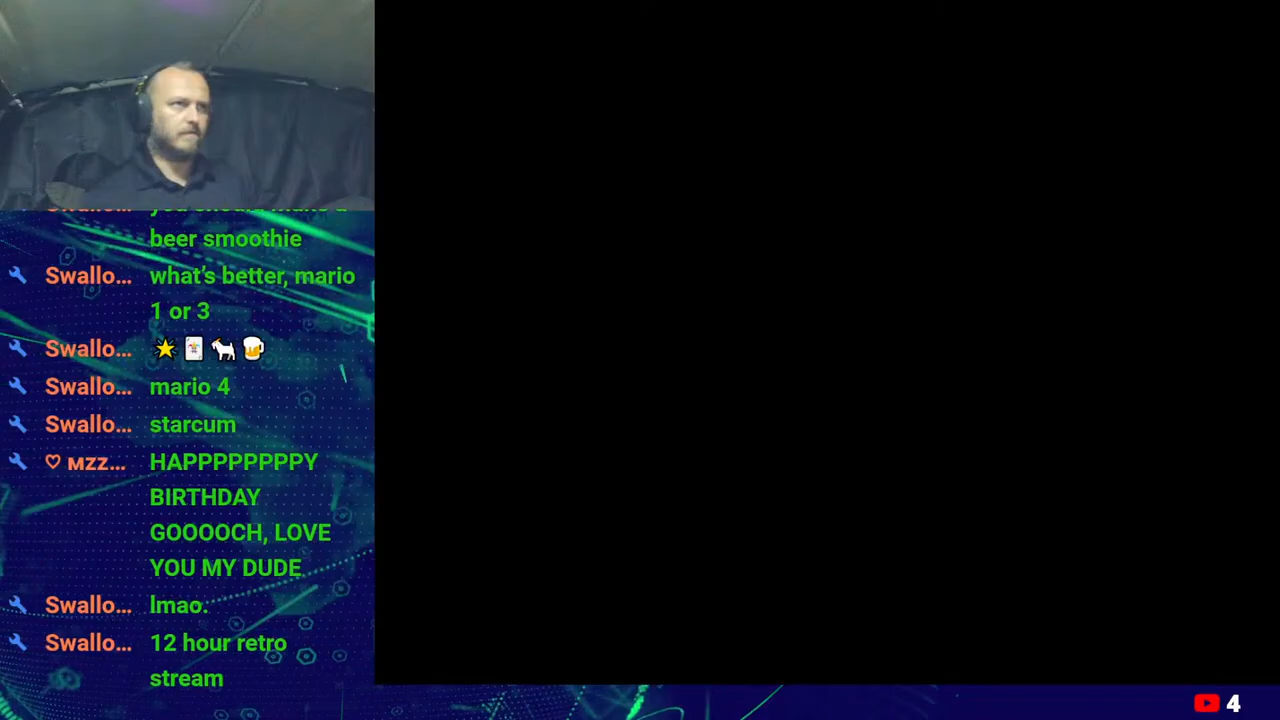 beer smoothie
Swallo... what's better, mario
1 or 3
Swallo... ⭐🃏🐐🍺
Swallo... mario 4
Swallo... starcum
♡ ᴍᴢᴢ... HAPPPPPPPPY
BIRTHDAY
GOOOOCH, LOVE
YOU MY DUDE
Swallo... lmao.
Swallo... 12 hour retro
stream
4